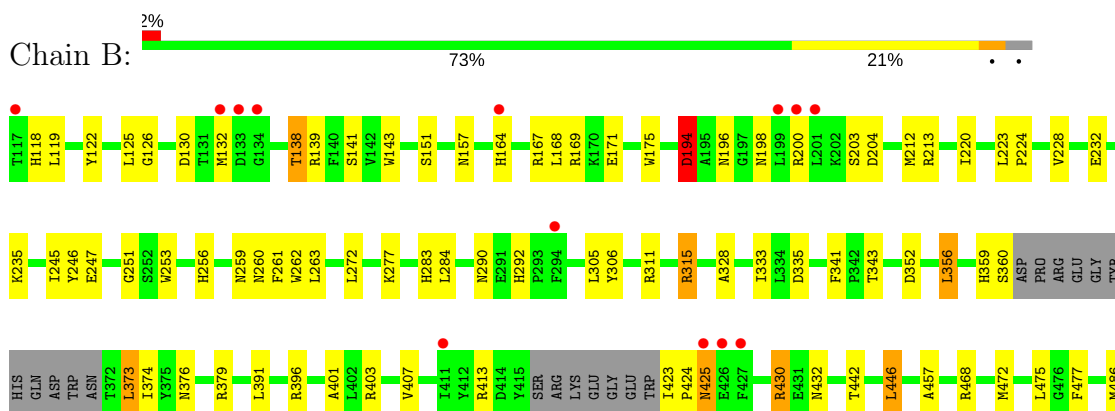 2%
Chain B:
73% 21% • •
T117 H118 L119 Y122 L125 G126 D130 T131 M132 D133 G134 T138 R139 F140 S141 V142 W143 S151 N157 H164 R167 L168 R169 K170 E171 W175 D194 A195 N196 G197 N198 L199 R200 L201 K202 S203 D204 M212 R213 I220 L223 P224 V228 E232
K235 I245 Y246 E247 G251 S252 W253 H256 N259 N260 F261 W262 L263 L272 K277 H283 L284 N290 E291 H292 P293 F294 L305 Y306 R311 R315 A328 I333 L334 D335 F341 P342 T343 D352 L356 H359 S360 ASP PRO ARG GLU GLY TYR
HIS GLN ASP TRP ASN T372 L373 I374 Y375 N376 R379 L391 R396 A401 L402 R403 V407 I411 Y412 R413 D414 Y415 SER ARG LYS GLU GLY GLU TRP I423 P424 N425 E426 F427 R430 E431 N432 T442 L446 A457 R468 M472 L475 G476 F477